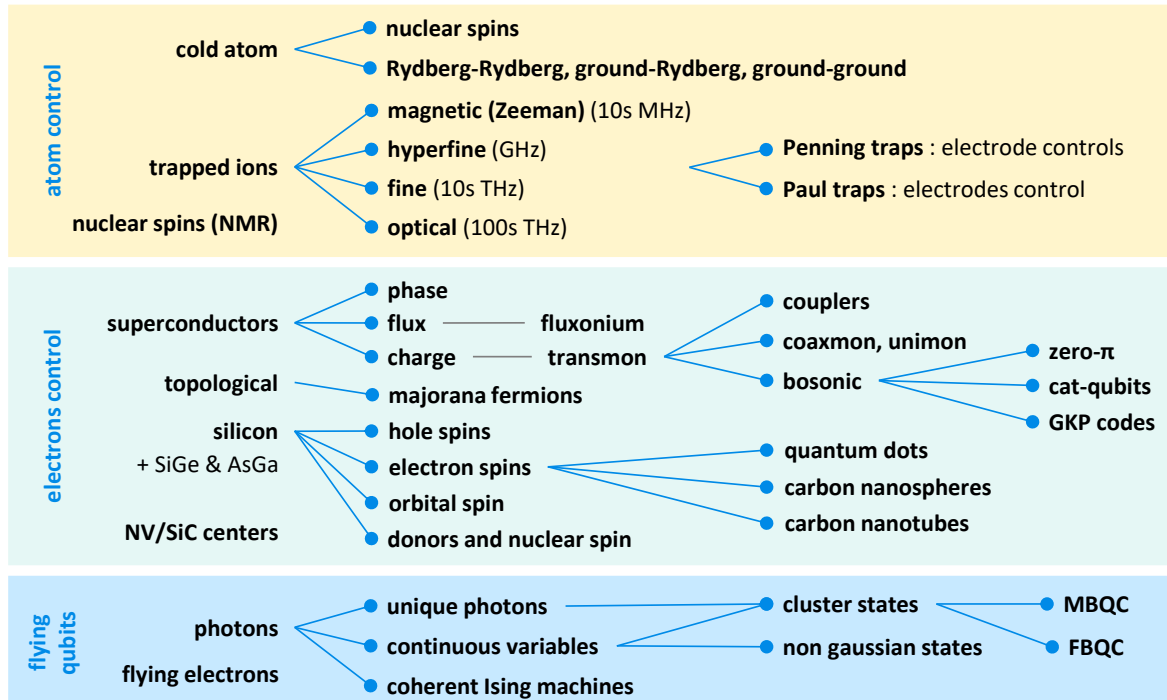 atom control
cold atom
nuclear spins
Rydberg-Rydberg, ground-Rydberg, ground-ground
trapped ions
magnetic (Zeeman) (10s MHz)
hyperfine (GHz)
fine (10s THz)
optical (100s THz)
Penning traps : electrode controls
Paul traps : electrodes control
nuclear spins (NMR)
electrons control
superconductors
phase
flux
fluxonium
charge
transmon
couplers
coaxmon, unimon
bosonic
zero-π
cat-qubits
GKP codes
topological
majorana fermions
silicon
+ SiGe & AsGa
hole spins
electron spins
orbital spin
donors and nuclear spin
quantum dots
carbon nanospheres
carbon nanotubes
NV/SiC centers
flying
qubits
photons
unique photons
continuous variables
coherent Ising machines
cluster states
non gaussian states
MBQC
FBQC
flying electrons